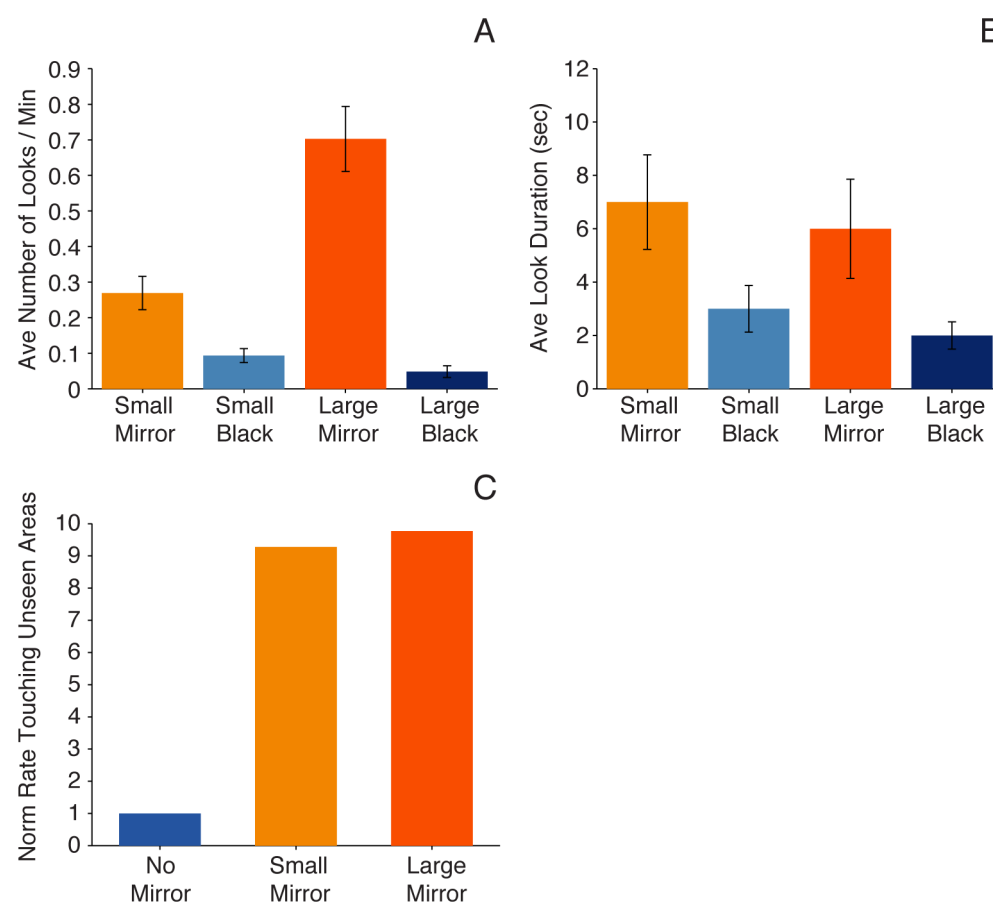 A
Ave Number of Looks / Min
0.9
0.8
0.7
0.6
0.5
0.4
0.3
0.2
0.1
0
Small Mirror
Small Black
Large Mirror
Large Black
B
Ave Look Duration (sec)
12
10
8
6
4
2
0
Small Mirror
Small Black
Large Mirror
Large Black
C
Norm Rate Touching Unseen Areas
10
9
8
7
6
5
4
3
2
1
0
No Mirror
Small Mirror
Large Mirror